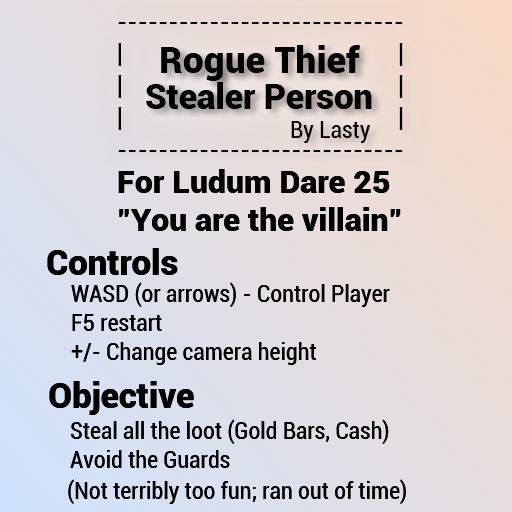 Rogue Thief
Stealer Person
By Lasty
For Ludum Dare 25
"You are the villain"
Controls
WASD (or arrows) - Control Player
F5 restart
+/- Change camera height
Objective
Steal all the loot (Gold Bars, Cash)
Avoid the Guards
(Not terribly too fun; ran out of time)